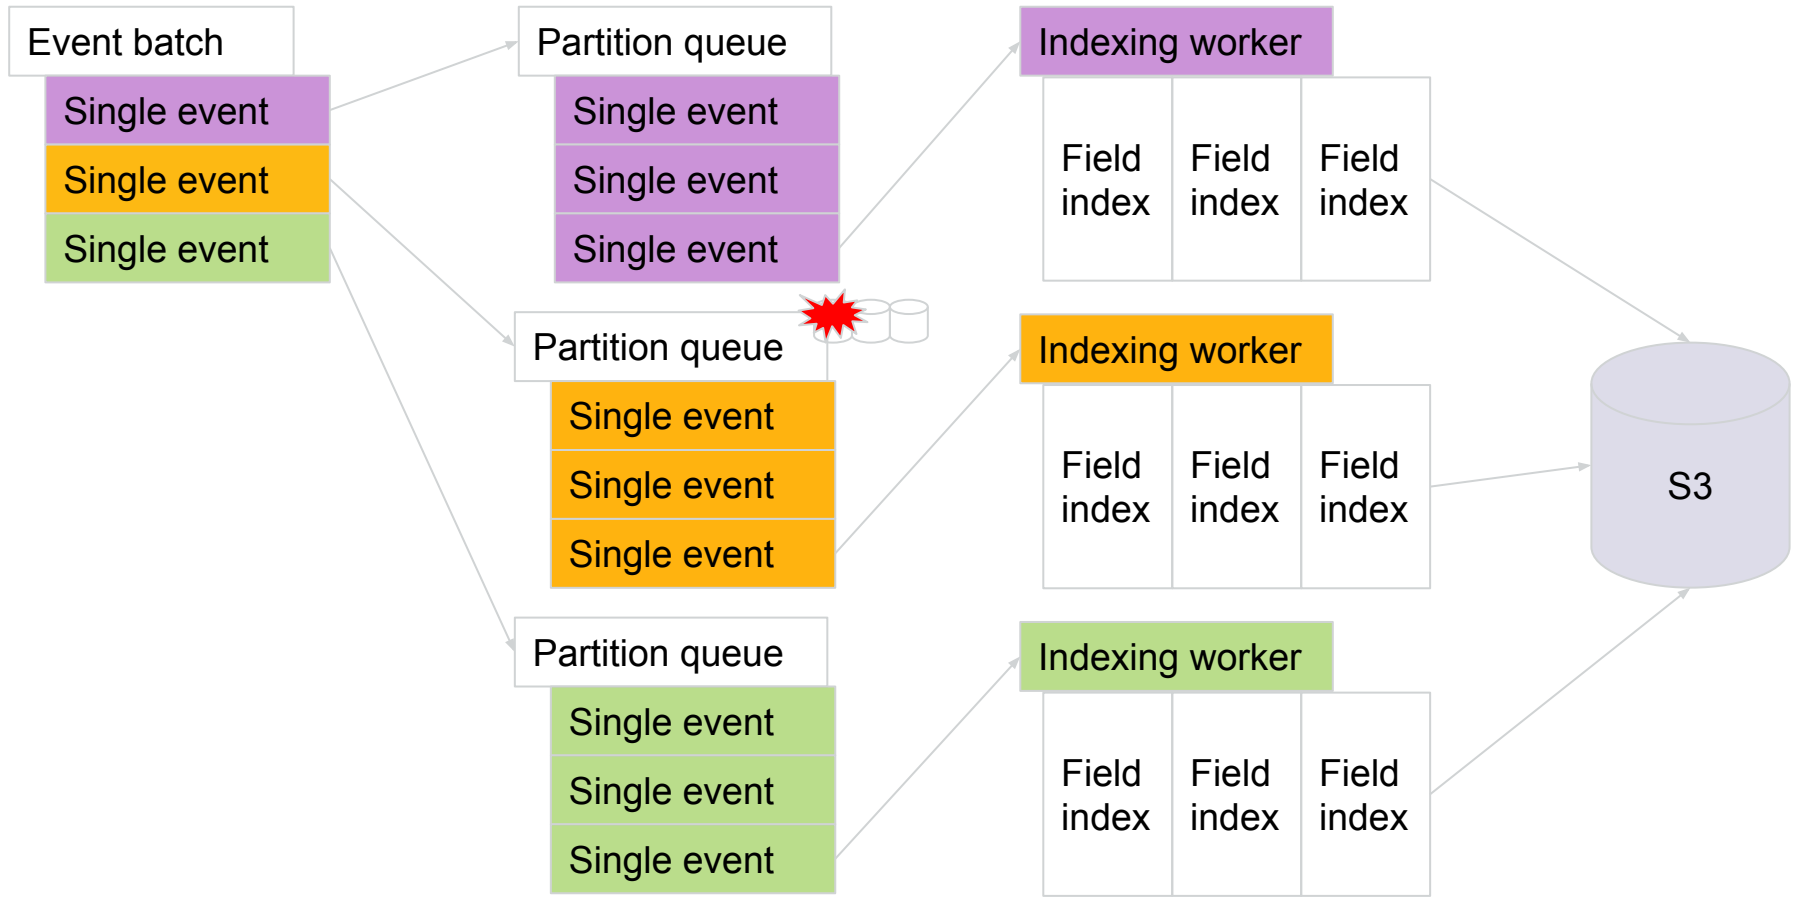 Event batch
Single event
Single event
Single event
Partition queue
Single event
Single event
Single event
Partition queue
Single event
Single event
Single event
Partition queue
Single event
Single event
Single event
Indexing worker
Field
index
Field
index
Field
index
Indexing worker
Field
index
Field
index
Field
index
Indexing worker
Field
index
Field
index
Field
index
S3